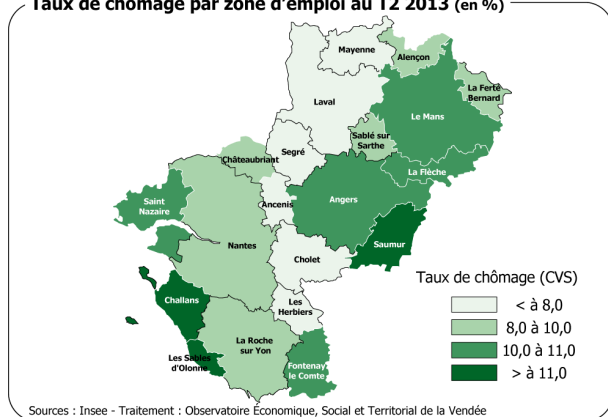 Taux de chômage par zone d'emploi au T2 2013 (en %)
Mayenne
Alençon
La Ferté
Bernard
Laval
Le Mans
Sablé sur
Sarthe
Segré
Châteaubriant
La Flèche
Saint
Nazaire
Ancenis
Angers
Nantes
Saumur
Cholet
Taux de chômage (CVS)
Challans
Les
Herbiers
< à 8,0
8,0 à 10,0
La Roche
sur Yon
10,0 à 11,0
Les Sables
d'Olonne
Fontenay
le Comte
> à 11,0
Sources : Insee - Traitement : Observatoire Économique, Social et Territorial de la Vendée